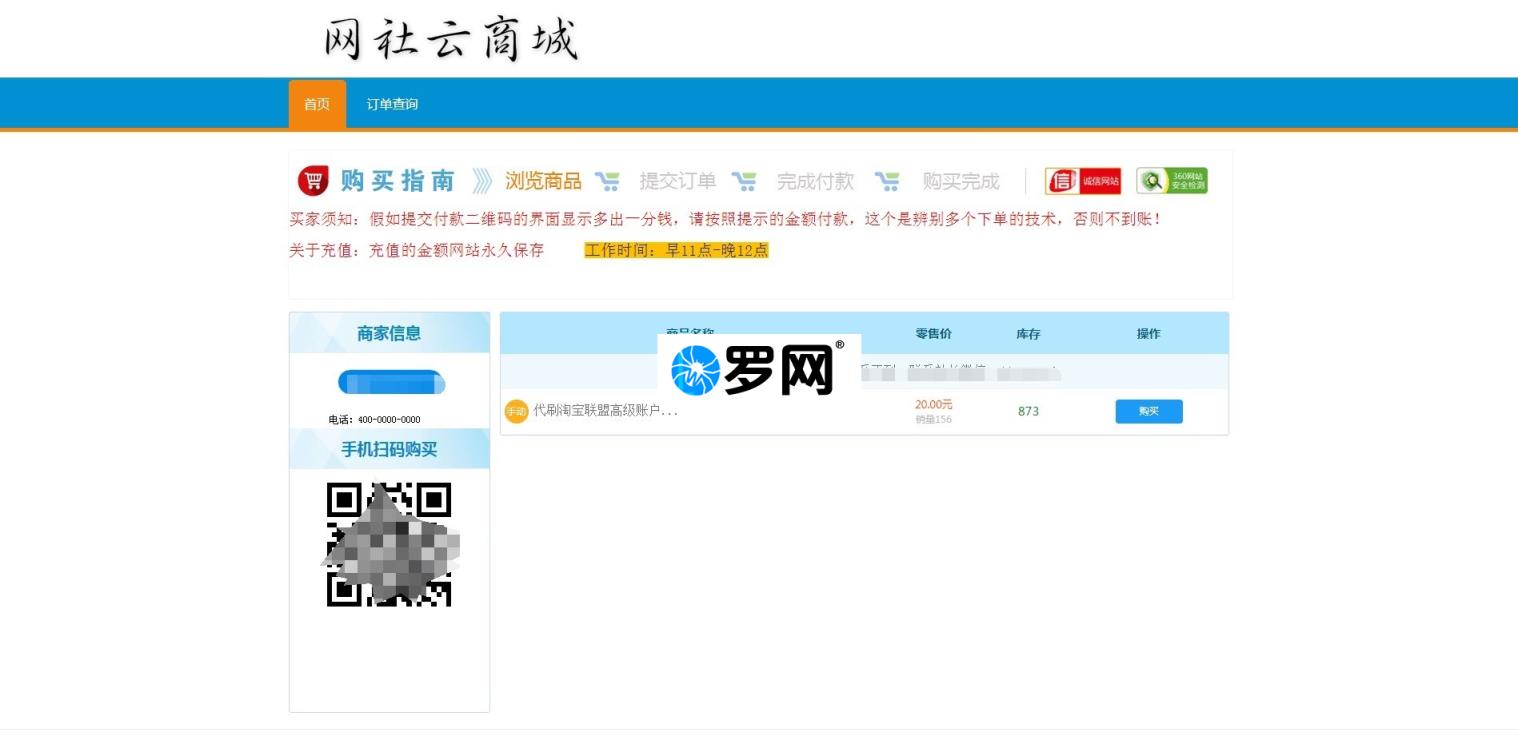 网社云商城
首页 订单查询
购买指南 浏览商品 提交订单 完成付款 购买完成 信 诚信网站 360网站安全检测
买家须知：假如提交付款二维码的界面显示多出一分钱，请按照提示的金额付款，这个是辨别多个下单的技术，否则不到账！
关于充值：充值的金额网站永久保存 工作时间：早11点-晚12点
商家信息
电话：400-0000-0000
手机扫码购买
商品名称 零售价 库存 操作
罗网®
手动 代刷淘宝联盟高级账户... 20.00元 873 购买
销量156